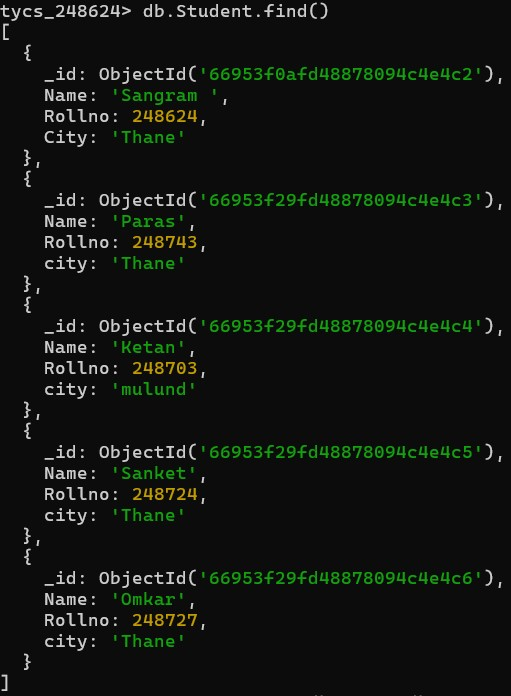 tycs_248624> db.Student.find()
[
  {
    _id: ObjectId('66953f0afd48878094c4e4c2'),
    Name: 'Sangram ',
    Rollno: 248624,
    City: 'Thane'
  },
  {
    _id: ObjectId('66953f29fd48878094c4e4c3'),
    Name: 'Paras',
    Rollno: 248743,
    city: 'Thane'
  },
  {
    _id: ObjectId('66953f29fd48878094c4e4c4'),
    Name: 'Ketan',
    Rollno: 248703,
    city: 'mulund'
  },
  {
    _id: ObjectId('66953f29fd48878094c4e4c5'),
    Name: 'Sanket',
    Rollno: 248724,
    city: 'Thane'
  },
  {
    _id: ObjectId('66953f29fd48878094c4e4c6'),
    Name: 'Omkar',
    Rollno: 248727,
    city: 'Thane'
  }
]